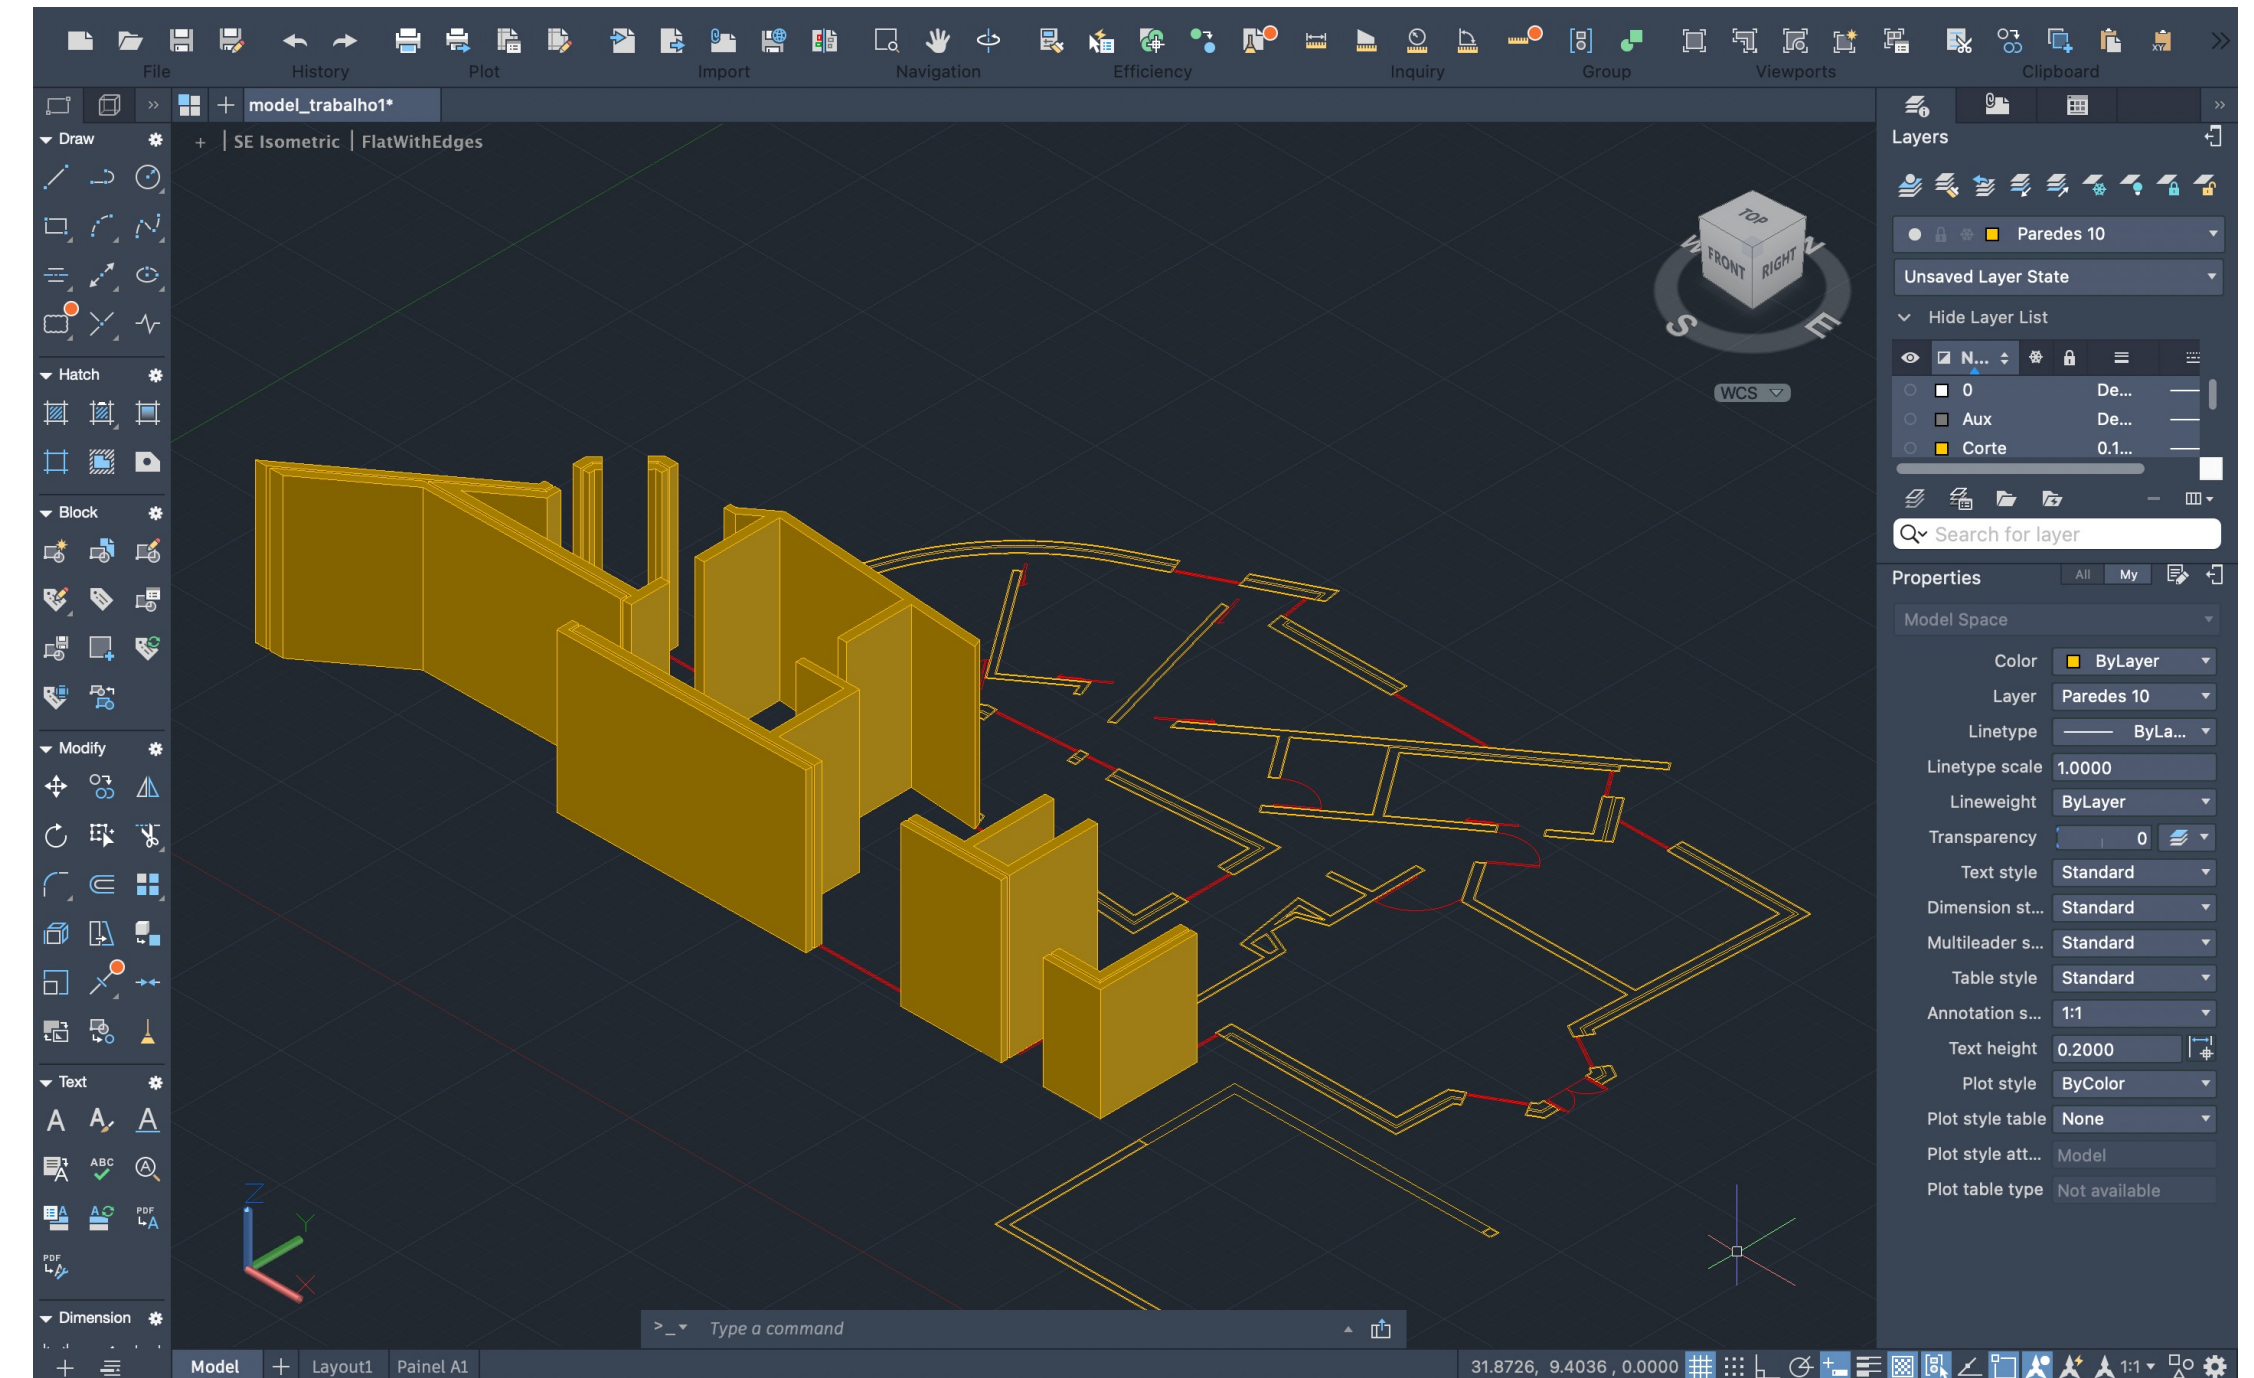 File History Plot Import Navigation Efficiency Inquiry Group Viewports Clipboard
model_trabalho1*
Draw
SE Isometric FlatWithEdges
Hatch
Block
Modify
Text
A A A
A ABC A
A A PDF A
PDF
Dimension
TOP
FRONT RIGHT
W N
S E
WCS
Z
Y
X
Type a command
Model Layout1 Painel A1
31.8726, 9.4036 , 0.0000
1:1
Layers
Paredes 10
Unsaved Layer State
Hide Layer List
N...
0 De...
Aux De...
Corte 0.1...
Search for layer
Properties All My
Model Space
Color ByLayer
Layer Paredes 10
Linetype ByLa...
Linetype scale 1.0000
Lineweight ByLayer
Transparency 0
Text style Standard
Dimension st... Standard
Multileader s... Standard
Table style Standard
Annotation s... 1:1
Text height 0.2000
Plot style ByColor
Plot style table None
Plot style att... Model
Plot table type Not available